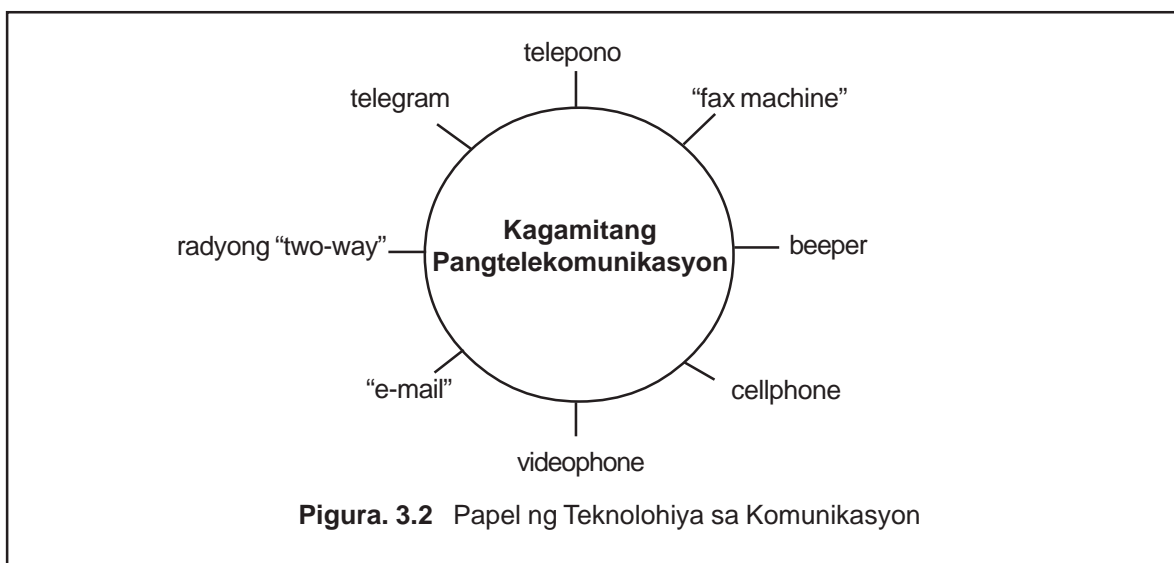 telepono
telegram
“fax machine”
radyong “two-way”
Kagamitang
Pangtelekomunikasyon
beeper
“e-mail”
cellphone
videophone
Pigura. 3.2 Papel ng Teknolohiya sa Komunikasyon